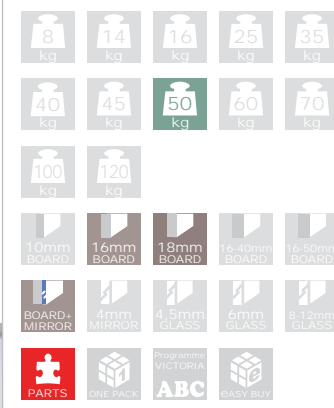 8 14 16 25 35
kg kg kg kg kg
40 45 50 60 70
kg kg kg kg kg
100 120
kg kg
10mm 16mm 18mm 16-40mm 16-50mm
BOARD BOARD BOARD BOARD BOARD
BOARD+ 4mm 4,5mm 6mm 8-12mm
MIRROR MIRROR GLASS GLASS GLASS
PARTS ONE PACK Programme VICTORIA ABC eASY BUY
1 e